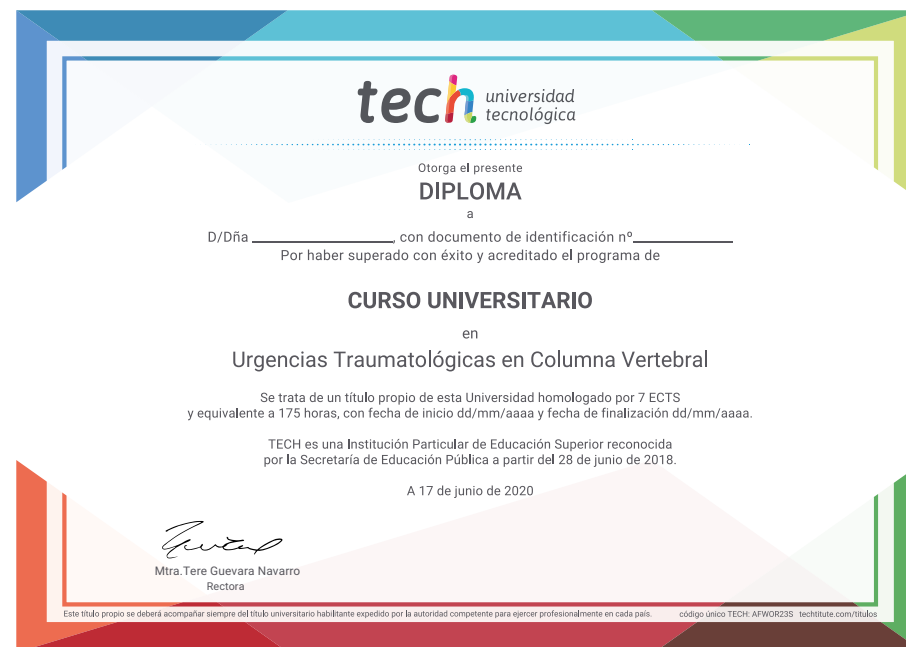 tech universidad
tecnológica
Otorga el presente
DIPLOMA
a
D/Dña ____________________, con documento de identificación nº______________
Por haber superado con éxito y acreditado el programa de
CURSO UNIVERSITARIO
en
Urgencias Traumatológicas en Columna Vertebral
Se trata de un título propio de esta Universidad homologado por 7 ECTS
y equivalente a 175 horas, con fecha de inicio dd/mm/aaaa y fecha de finalización dd/mm/aaaa.
TECH es una Institución Particular de Educación Superior reconocida
por la Secretaría de Educación Pública a partir del 28 de junio de 2018.
A 17 de junio de 2020
Mtra.Tere Guevara Navarro
Rectora
Este título propio se deberá acompañar siempre del título universitario habilitante expedido por la autoridad competente para ejercer profesionalmente en cada país. código único TECH: AFWOR23S techtitute.com/titulos